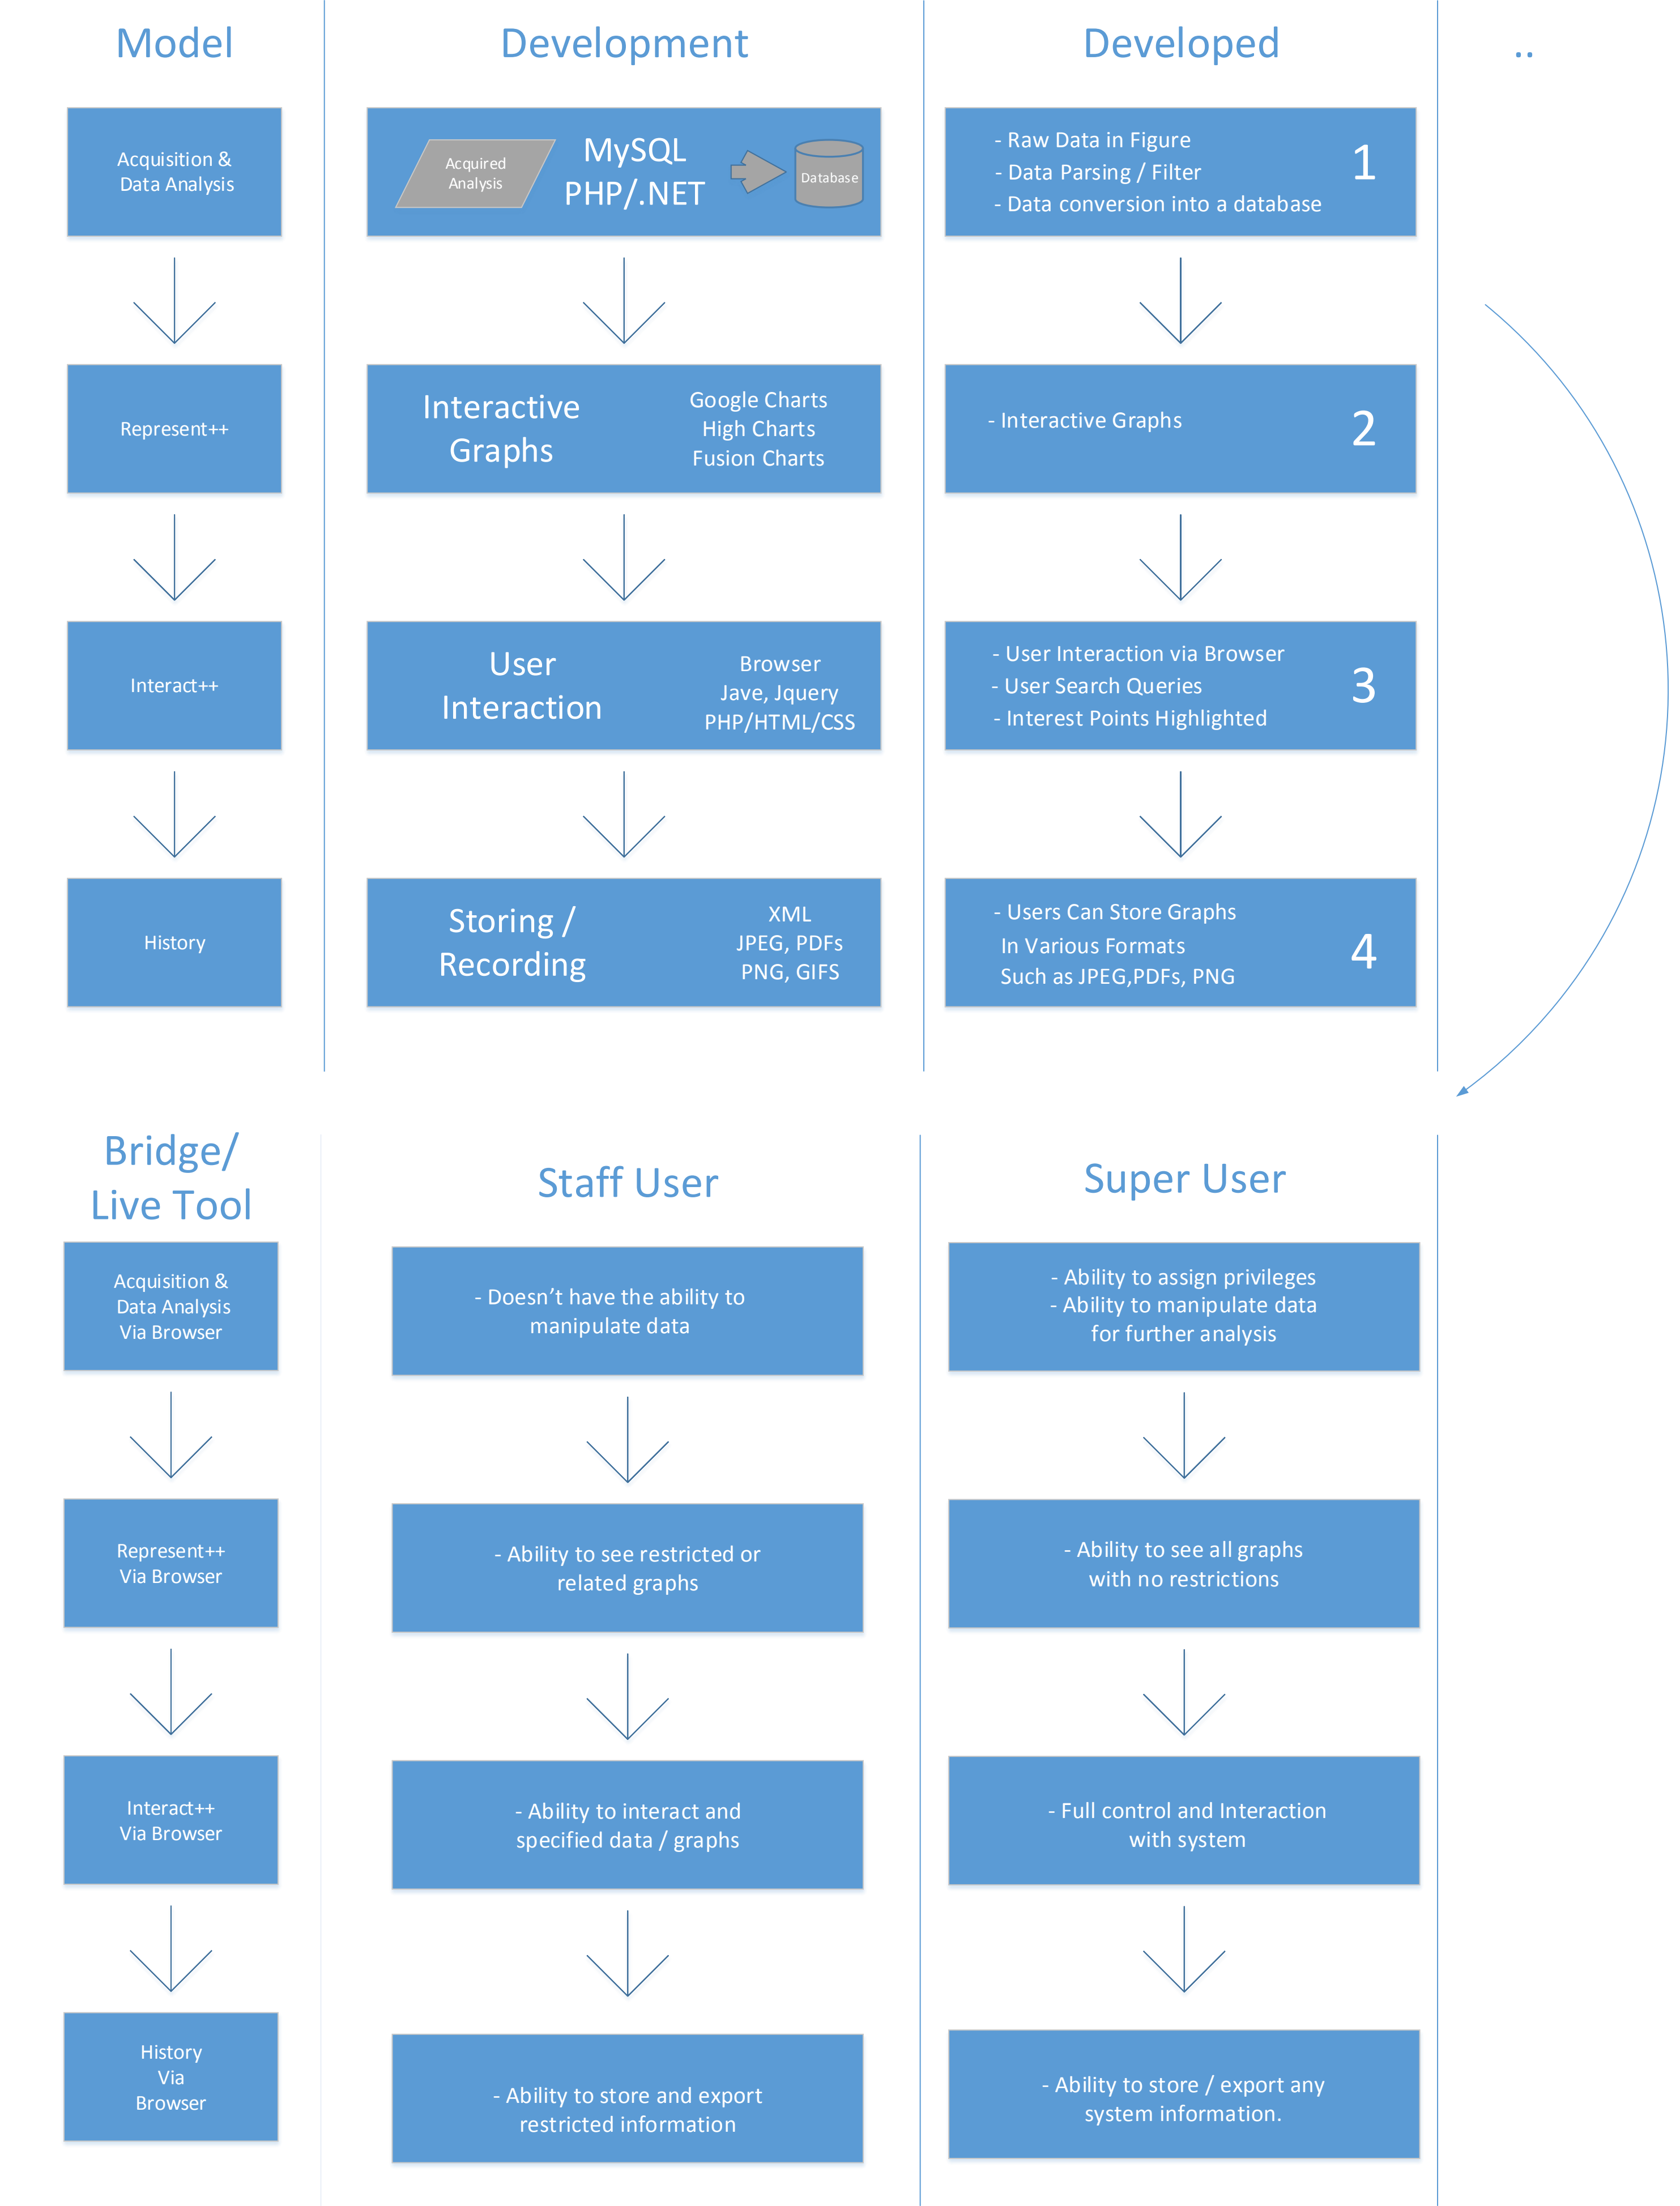 Model
Development
Developed
..
Acquisition &
Data Analysis
Acquired
Analysis
MySQL
PHP/.NET
Database
- Raw Data in Figure
- Data Parsing / Filter
- Data conversion into a database
1
Represent++
Interactive
Graphs
Google Charts
High Charts
Fusion Charts
- Interactive Graphs
2
Interact++
User
Interaction
Browser
Jave, Jquery
PHP/HTML/CSS
- User Interaction via Browser
- User Search Queries
- Interest Points Highlighted
3
History
Storing /
Recording
XML
JPEG, PDFs
PNG, GIFS
- Users Can Store Graphs
In Various Formats
Such as JPEG,PDFs, PNG
4
Bridge/
Live Tool
Staff User
Super User
Acquisition &
Data Analysis
Via Browser
- Doesn't have the ability to
manipulate data
- Ability to assign privileges
- Ability to manipulate data
for further analysis
Represent++
Via Browser
- Ability to see restricted or
related graphs
- Ability to see all graphs
with no restrictions
Interact++
Via Browser
- Ability to interact and
specified data / graphs
- Full control and Interaction
with system
History
Via
Browser
- Ability to store and export
restricted information
- Ability to store / export any
system information.